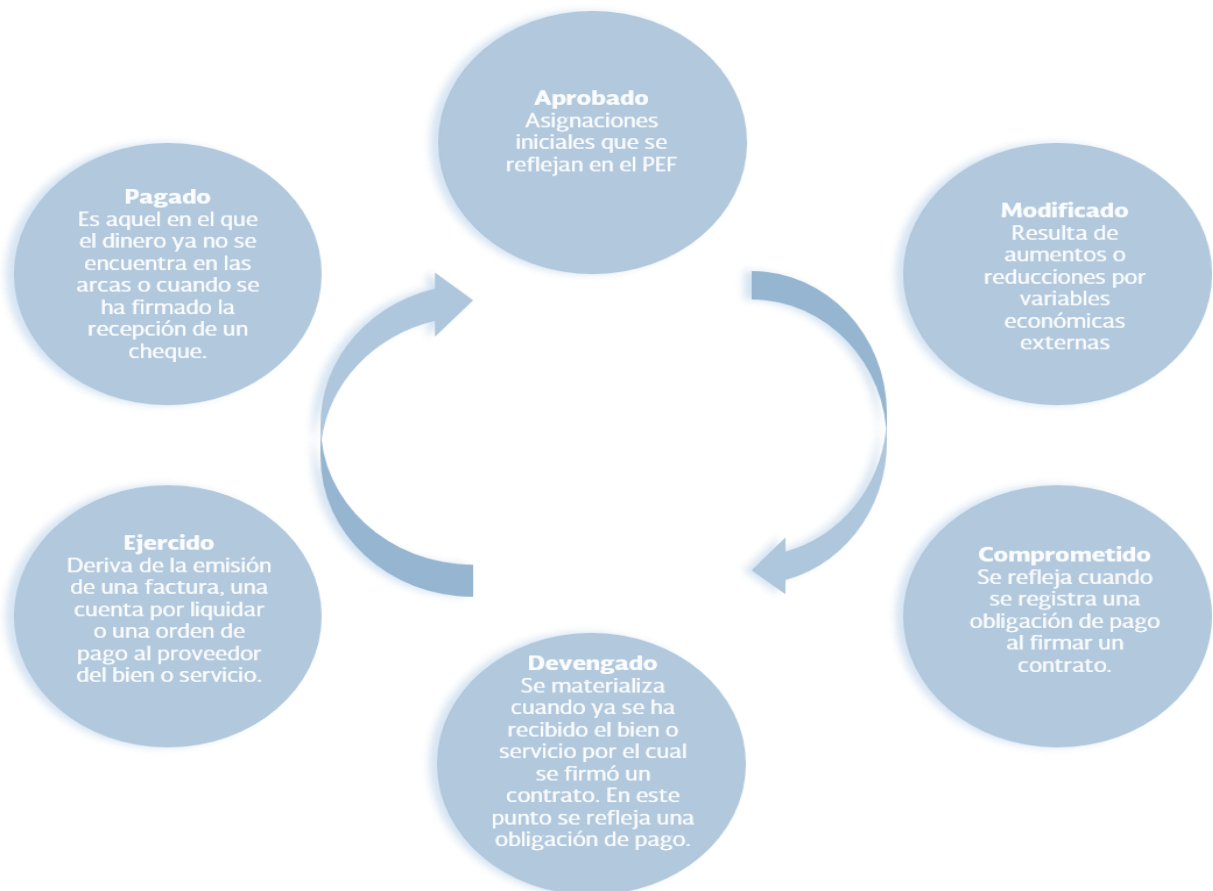 Aprobado
Asignaciones
iniciales que se
reflejan en el PEF
Modificado
Resulta de
aumentos o
reducciones por
variables
económicas
externas
Comprometido
Se refleja cuando
se registra una
obligación de pago
al firmar un
contrato.
Devengado
Se materializa
cuando ya se ha
recibido el bien o
servicio por el cual
se firmó un
contrato. En este
punto se refleja una
obligación de pago.
Ejercido
Deriva de la emisión
de una factura, una
cuenta por liquidar
o una orden de
pago al proveedor
del bien o servicio.
Pagado
Es aquel en el que
el dinero ya no se
encuentra en las
arcas o cuando se
ha firmado la
recepción de un
cheque.